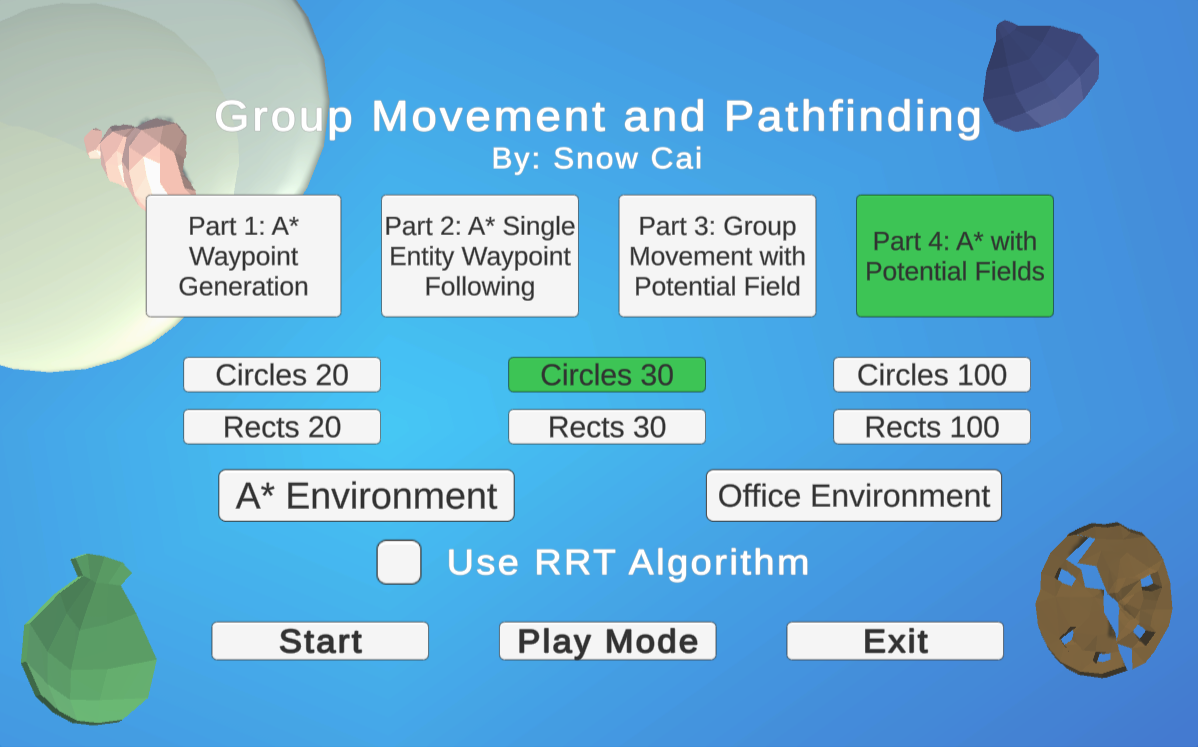 Group Movement and Pathfinding
By: Snow Cai
Part 1: A*
Waypoint
Generation
Part 2: A* Single
Entity Waypoint
Following
Part 3: Group
Movement with
Potential Field
Part 4: A* with
Potential Fields
Circles 20
Circles 30
Circles 100
Rects 20
Rects 30
Rects 100
A* Environment
Office Environment
Use RRT Algorithm
Start
Play Mode
Exit